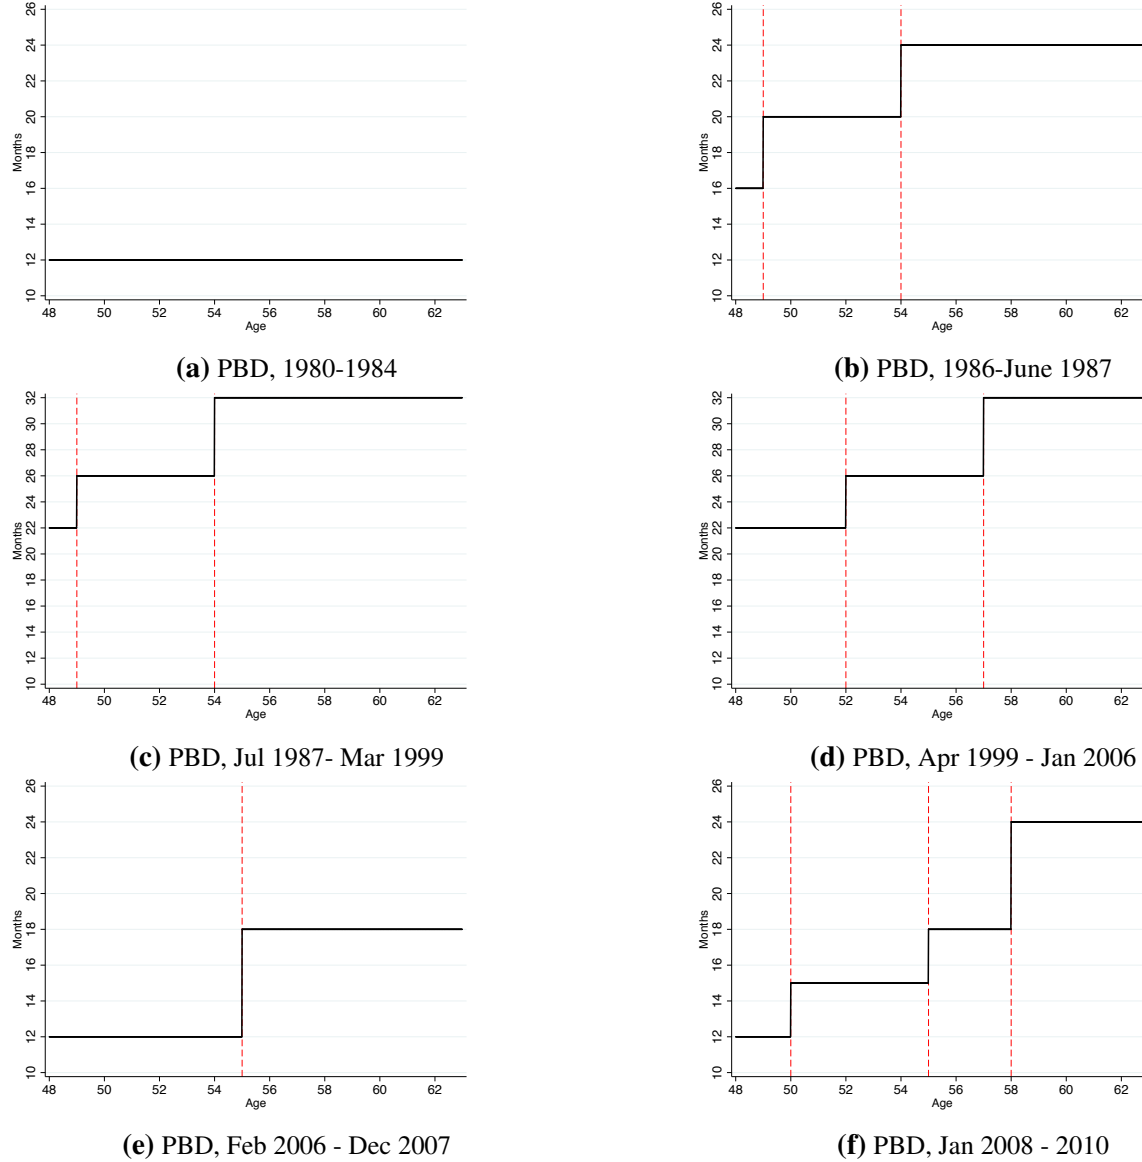 26
24
22
20
18
16
14
12
10
Months
48 50 52 54 56 58 60 62
Age
(a) PBD, 1980-1984
26
24
22
20
18
16
14
12
10
Months
48 50 52 54 56 58 60 62
Age
(b) PBD, 1986-June 1987
32
30
28
26
24
22
20
18
16
14
12
10
Months
48 50 52 54 56 58 60 62
Age
(c) PBD, Jul 1987- Mar 1999
32
30
28
26
24
22
20
18
16
14
12
10
Months
48 50 52 54 56 58 60 62
Age
(d) PBD, Apr 1999 - Jan 2006
26
24
22
20
18
16
14
12
10
Months
48 50 52 54 56 58 60 62
Age
(e) PBD, Feb 2006 - Dec 2007
26
24
22
20
18
16
14
12
10
Months
48 50 52 54 56 58 60 62
Age
(f) PBD, Jan 2008 - 2010